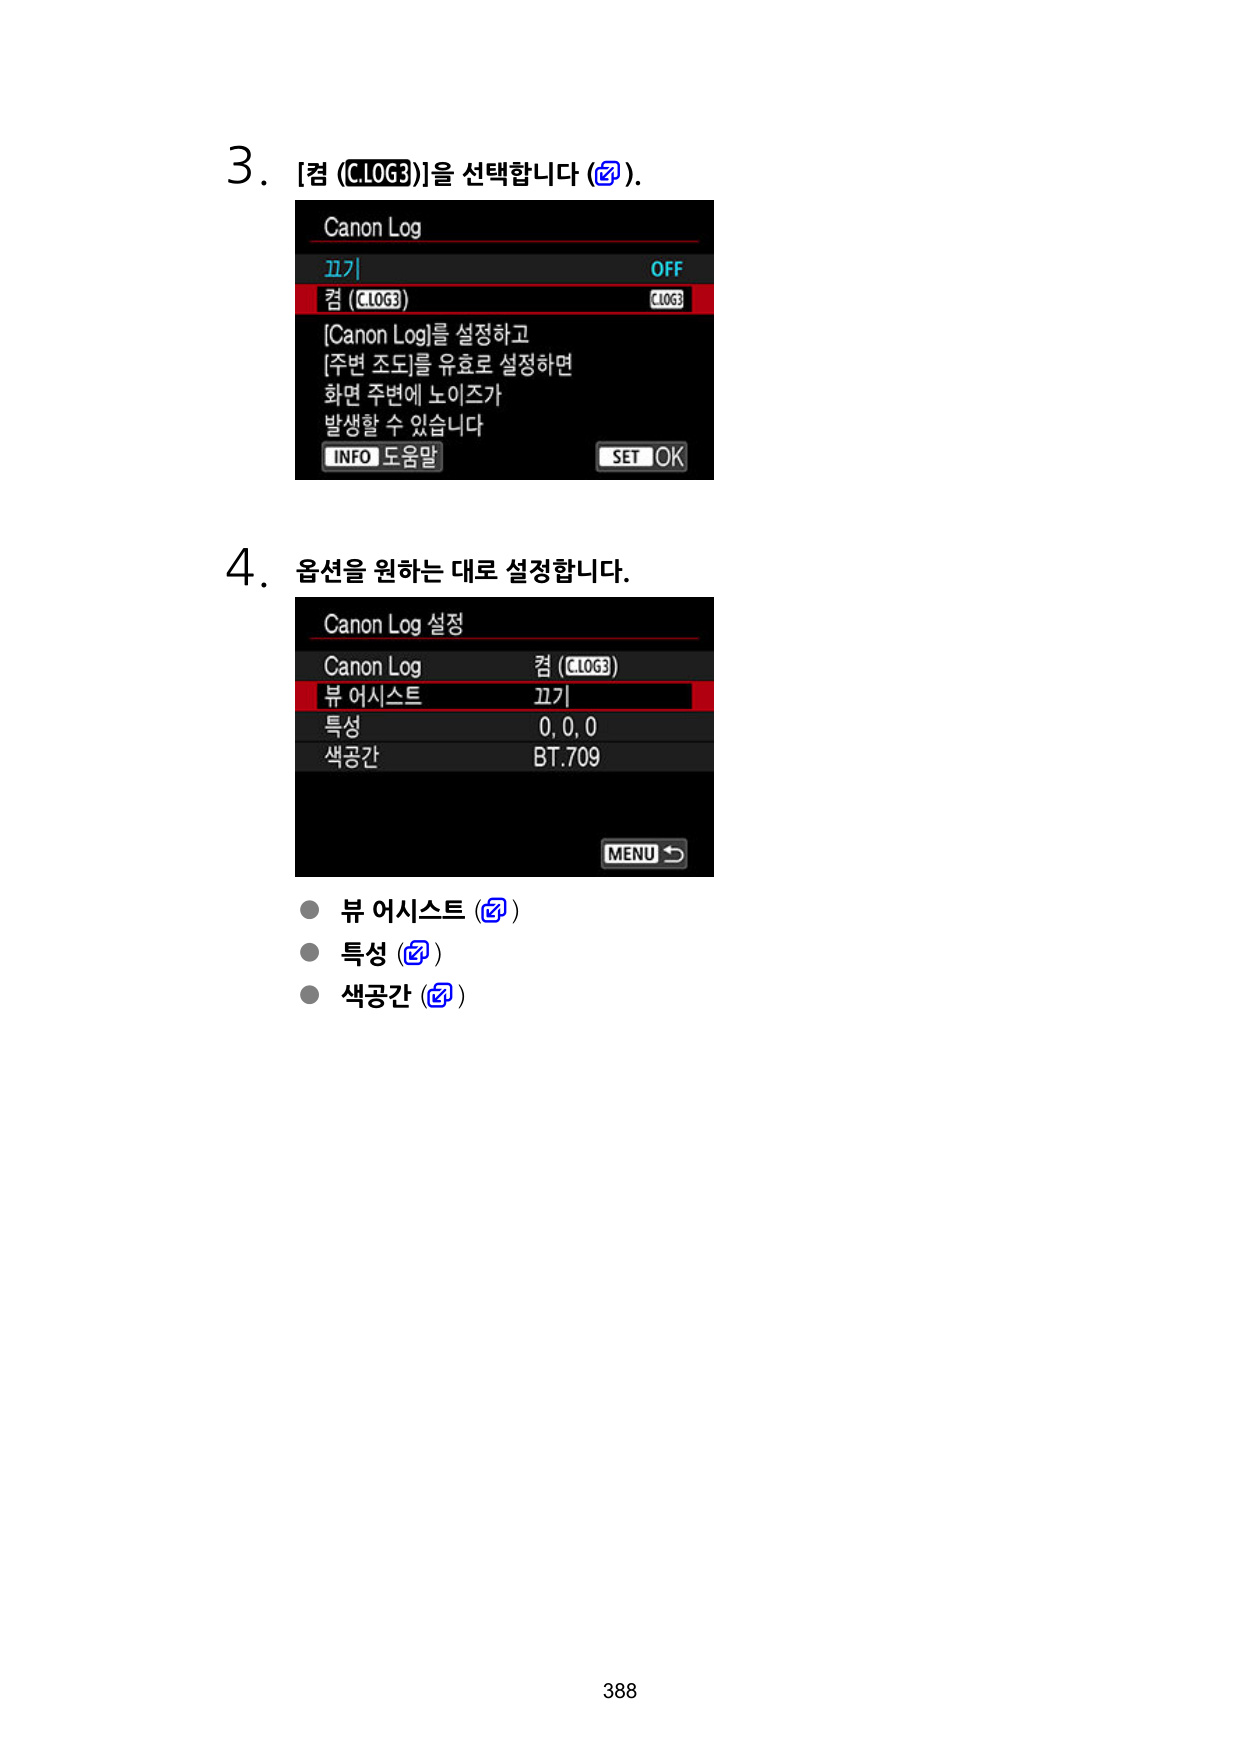 3. [켬 (C.LOG3)]을 선택합니다 ( ).
Canon Log
끄기 OFF
켬 (C.LOG3) C.LOG3
[Canon Log]를 설정하고
[주변 조도]를 유효로 설정하면
화면 주변에 노이즈가
발생할 수 있습니다
INFO 도움말 SET OK
4. 옵션을 원하는 대로 설정합니다.
Canon Log 설정
Canon Log 켬 (C.LOG3)
뷰 어시스트 끄기
특성 0, 0, 0
색공간 BT.709
MENU
● 뷰 어시스트 ( )
● 특성 ( )
● 색공간 ( )
388